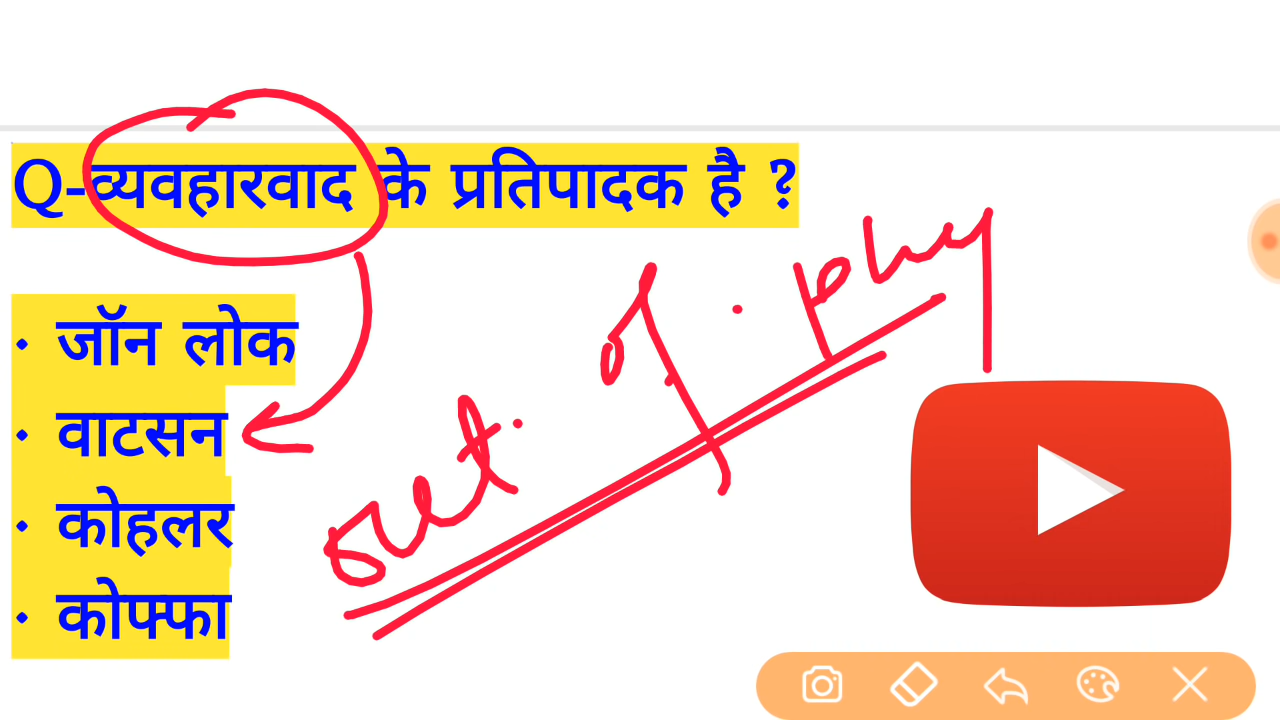 Q-व्यवहारवाद के प्रतिपादक है ?
· जॉन लोक
· वाटसन
· कोहलर
· कोफ्फा